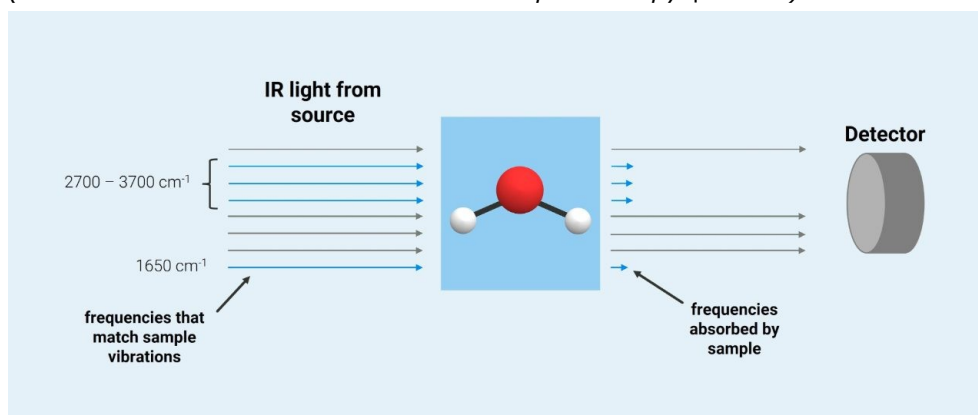 IR light from
source
Detector
2700 – 3700 cm⁻¹
1650 cm⁻¹
frequencies that
match sample
vibrations
frequencies
absorbed by
sample